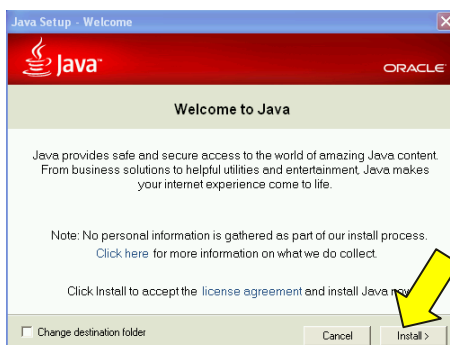 Java Setup - Welcome
Java™
ORACLE
Welcome to Java
Java provides safe and secure access to the world of amazing Java content.
From business solutions to helpful utilities and entertainment, Java makes
your internet experience come to life.
Note: No personal information is gathered as part of our install process.
Click here for more information on what we do collect.
Click Install to accept the license agreement and install Java now.
Change destination folder
Cancel
Install >